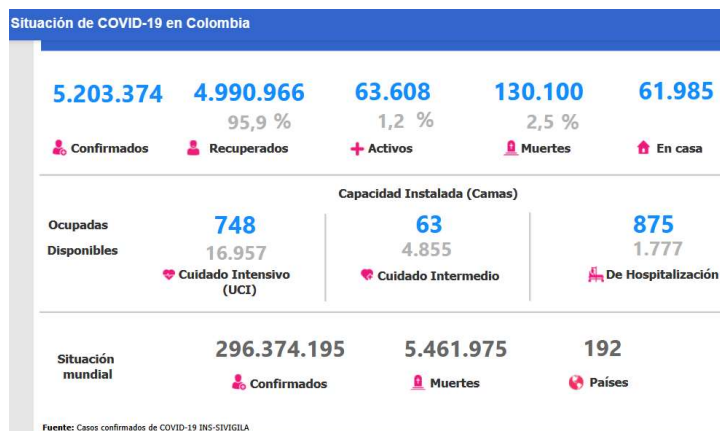 Situación de COVID-19 en Colombia
5.203.374 4.990.966 63.608 130.100 61.985
95,9 % 1,2 % 2,5 %
Confirmados Recuperados Activos Muertes En casa
Capacidad Instalada (Camas)
Ocupadas 748 63 875
Disponibles 16.957 4.855 1.777
Cuidado Intensivo Cuidado Intermedio De Hospitalización
(UCI)
296.374.195 5.461.975 192
Situación
mundial
Confirmados Muertes Países
Fuente: Casos confirmados de COVID-19 INS-SIVIGILA